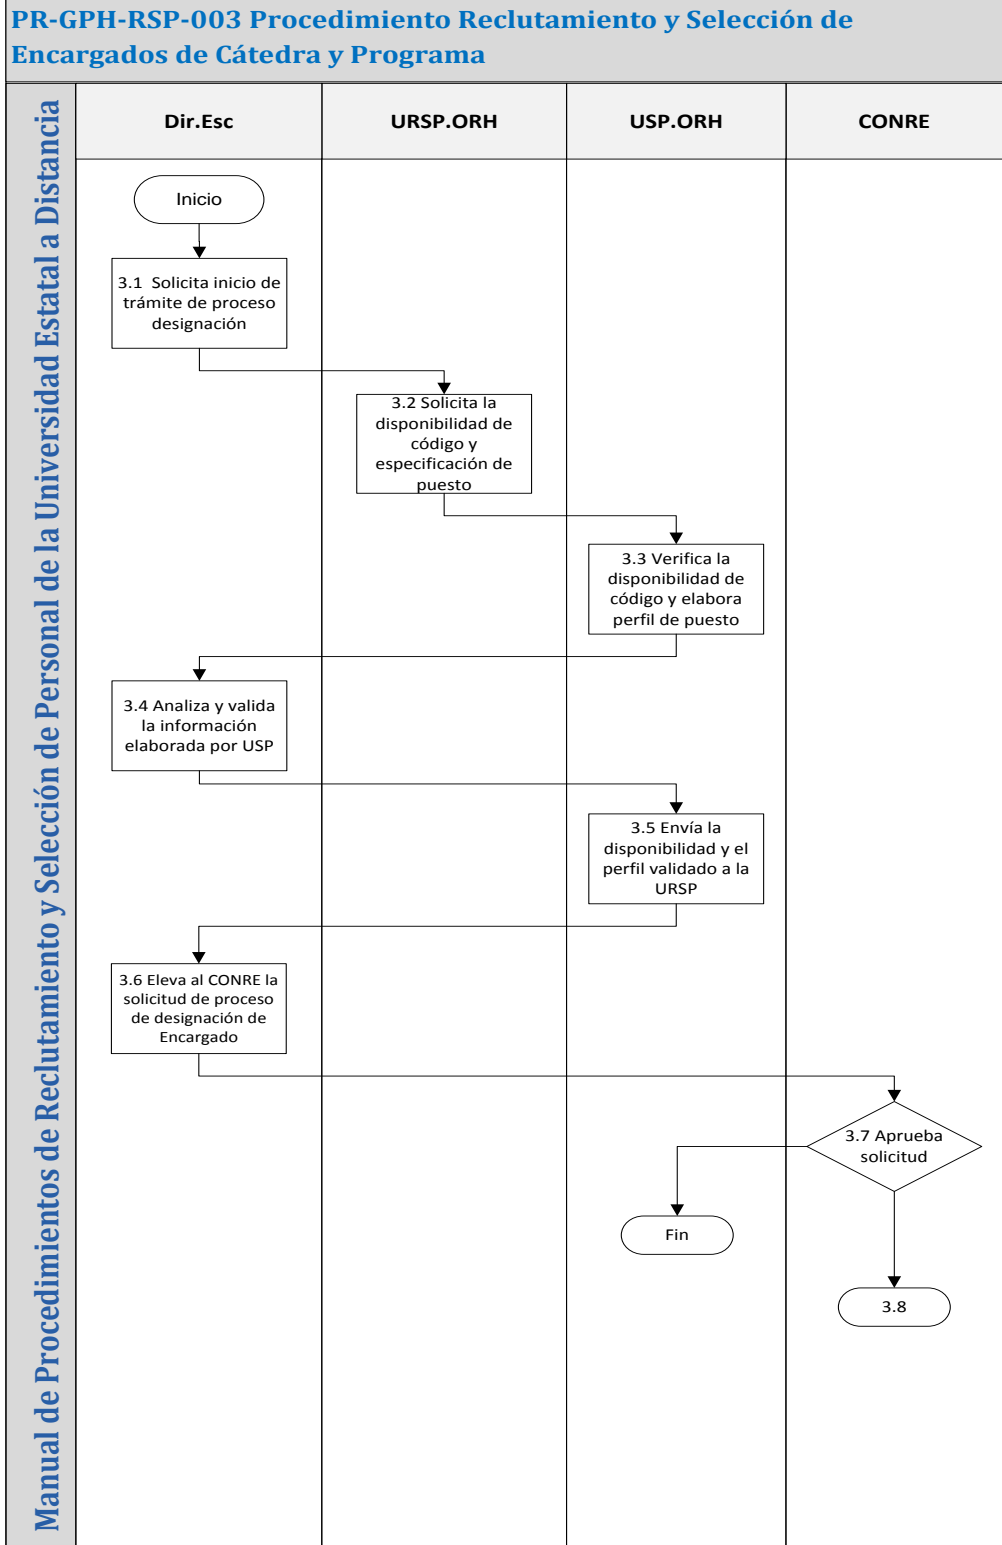 PR-GPH-RSP-003 Procedimiento Reclutamiento y Selección de
Encargados de Cátedra y Programa
Manual de Procedimientos de Reclutamiento y Selección de Personal de la Universidad Estatal a Distancia
Dir.Esc
URSP.ORH
USP.ORH
CONRE
Inicio
3.1 Solicita inicio de
trámite de proceso
designación
3.2 Solicita la
disponibilidad de
código y
especificación de
puesto
3.3 Verifica la
disponibilidad de
código y elabora
perfil de puesto
3.4 Analiza y valida
la información
elaborada por USP
3.5 Envía la
disponibilidad y el
perfil validado a la
URSP
3.6 Eleva al CONRE la
solicitud de proceso
de designación de
Encargado
3.7 Aprueba
solicitud
Fin
3.8